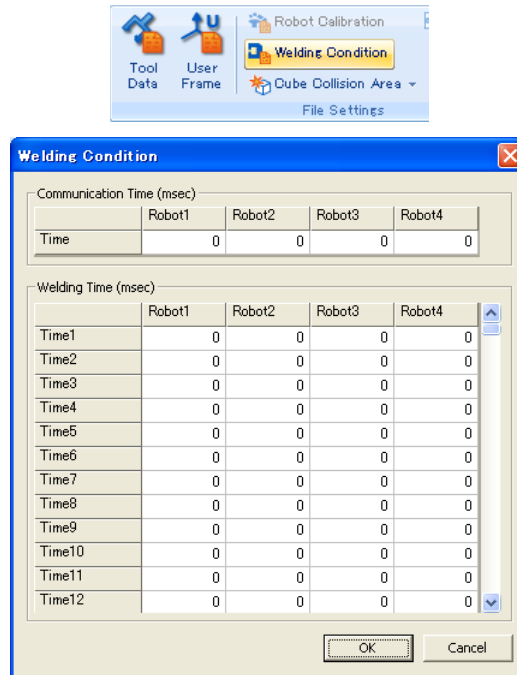 Robot Calibration
Welding Condition
Tool Data
User Frame
Cube Collision Area
File Settings
Welding Condition
Communication Time (msec)
Robot1 Robot2 Robot3 Robot4
Time 0 0 0 0
Welding Time (msec)
Robot1 Robot2 Robot3 Robot4
Time1 0 0 0 0
Time2 0 0 0 0
Time3 0 0 0 0
Time4 0 0 0 0
Time5 0 0 0 0
Time6 0 0 0 0
Time7 0 0 0 0
Time8 0 0 0 0
Time9 0 0 0 0
Time10 0 0 0 0
Time11 0 0 0 0
Time12 0 0 0 0
OK Cancel